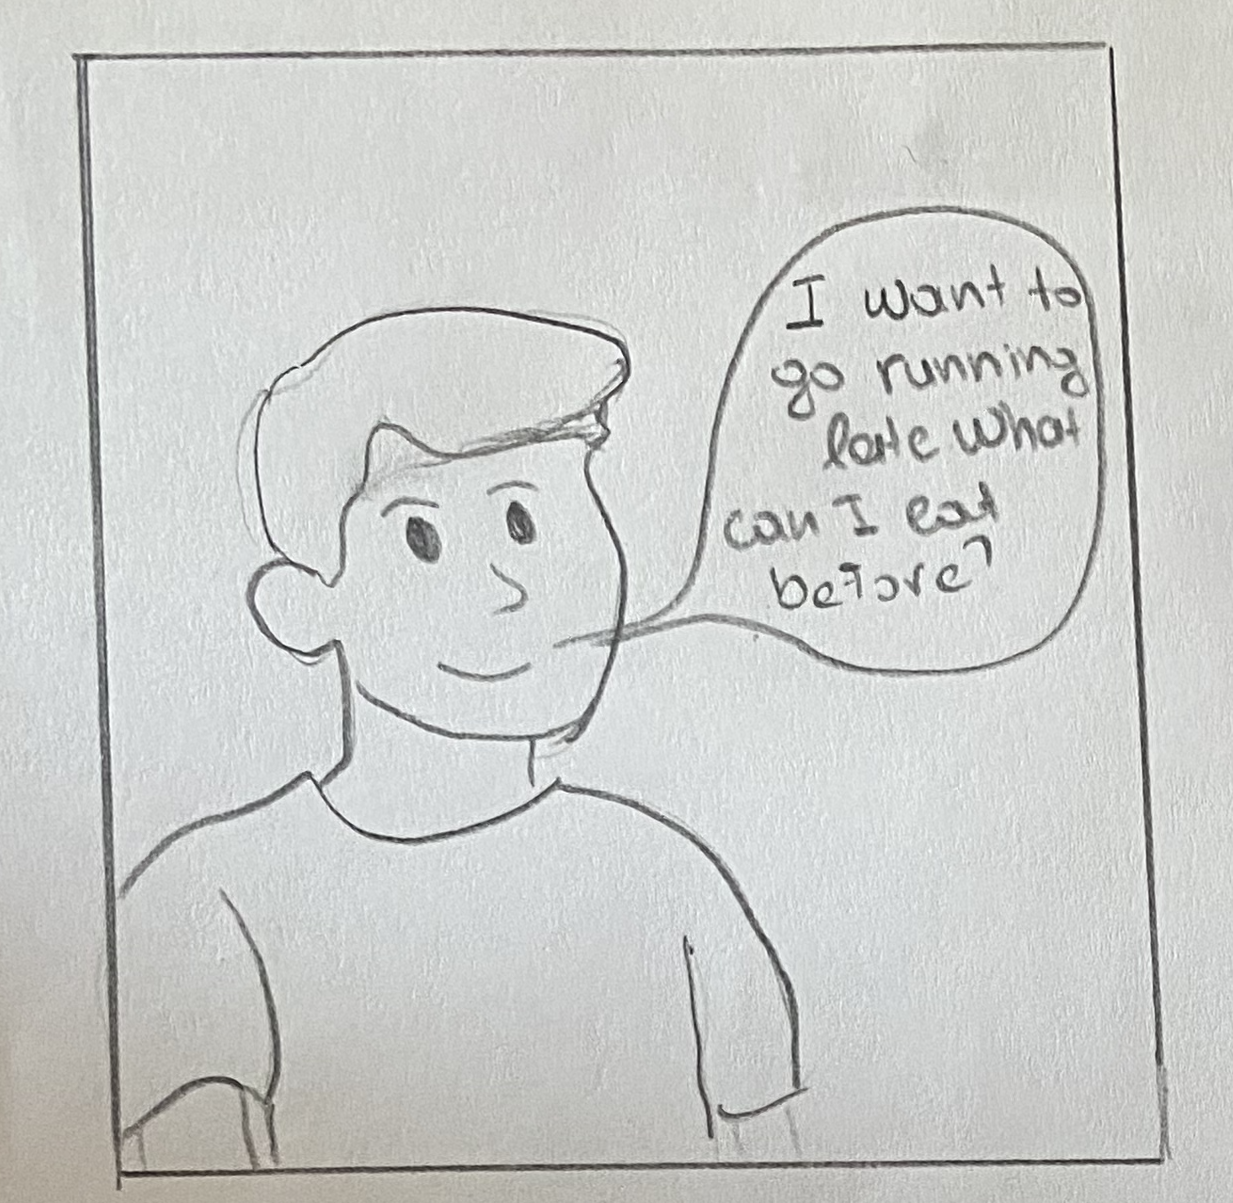 I want to
go running
late what
can I eat
before?